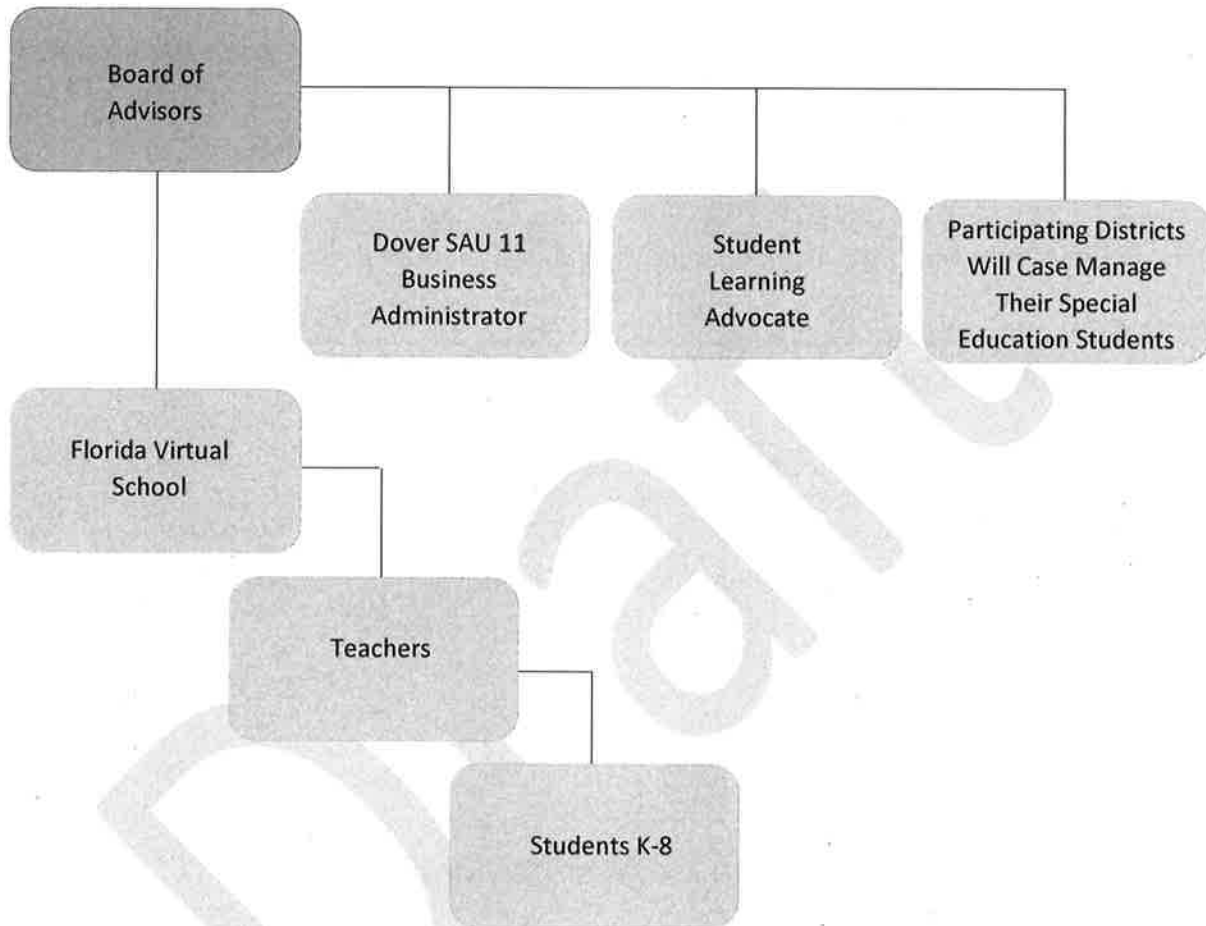 Board of
Advisors
Dover SAU 11
Business
Administrator
Student
Learning
Advocate
Participating Districts
Will Case Manage
Their Special
Education Students
Florida Virtual
School
Teachers
Students K-8
Draft